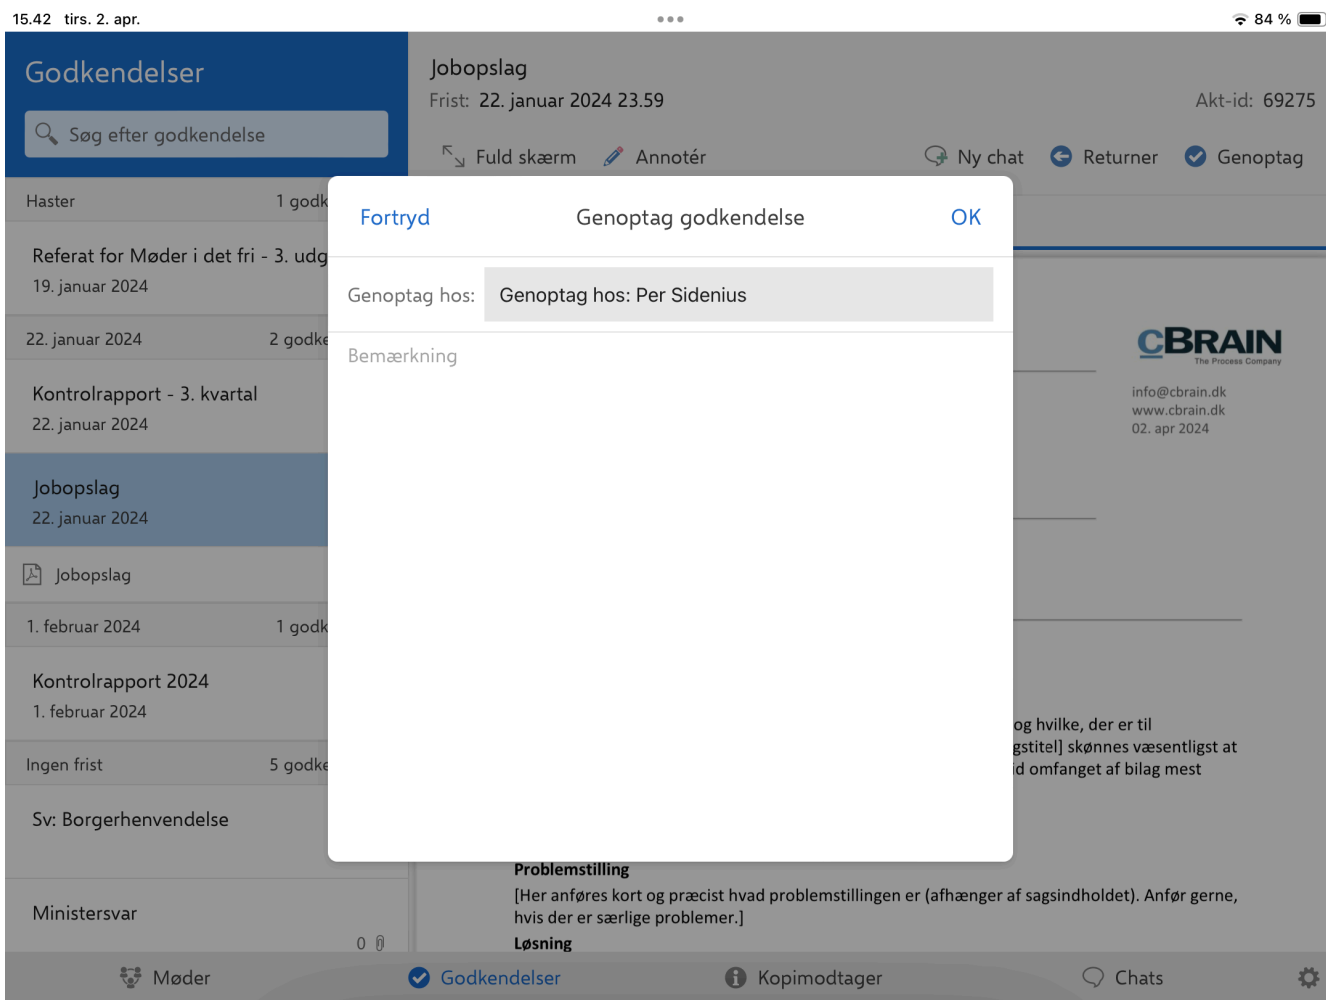 15.42 tirs. 2. apr.
84 %
Godkendelser
Søg efter godkendelse
Jobopslag
Frist: 22. januar 2024 23.59
Akt-id: 69275
Fuld skærm
Annotér
Ny chat
Returner
Genoptag
Haster
1 godk
Referat for Møder i det fri - 3. udg
19. januar 2024
22. januar 2024
2 godke
Kontrolrapport - 3. kvartal
22. januar 2024
Jobopslag
22. januar 2024
Jobopslag
1. februar 2024
1 godk
Kontrolrapport 2024
1. februar 2024
Ingen frist
5 godke
Sv: Borgerhenvendelse
Ministersvar
0
Fortryd
Genoptag godkendelse
OK
Genoptag hos:
Genoptag hos: Per Sidenius
Bemærkning
CBRAIN
The Process Company
info@cbrain.dk
www.cbrain.dk
02. apr 2024
og hvilke, der er til
gstitel] skønnes væsentligst at
id omfanget af bilag mest
Problemstilling
[Her anføres kort og præcist hvad problemstillingen er (afhænger af sagsindholdet). Anfør gerne,
hvis der er særlige problemer.]
Løsning
Møder
Godkendelser
Kopimodtager
Chats